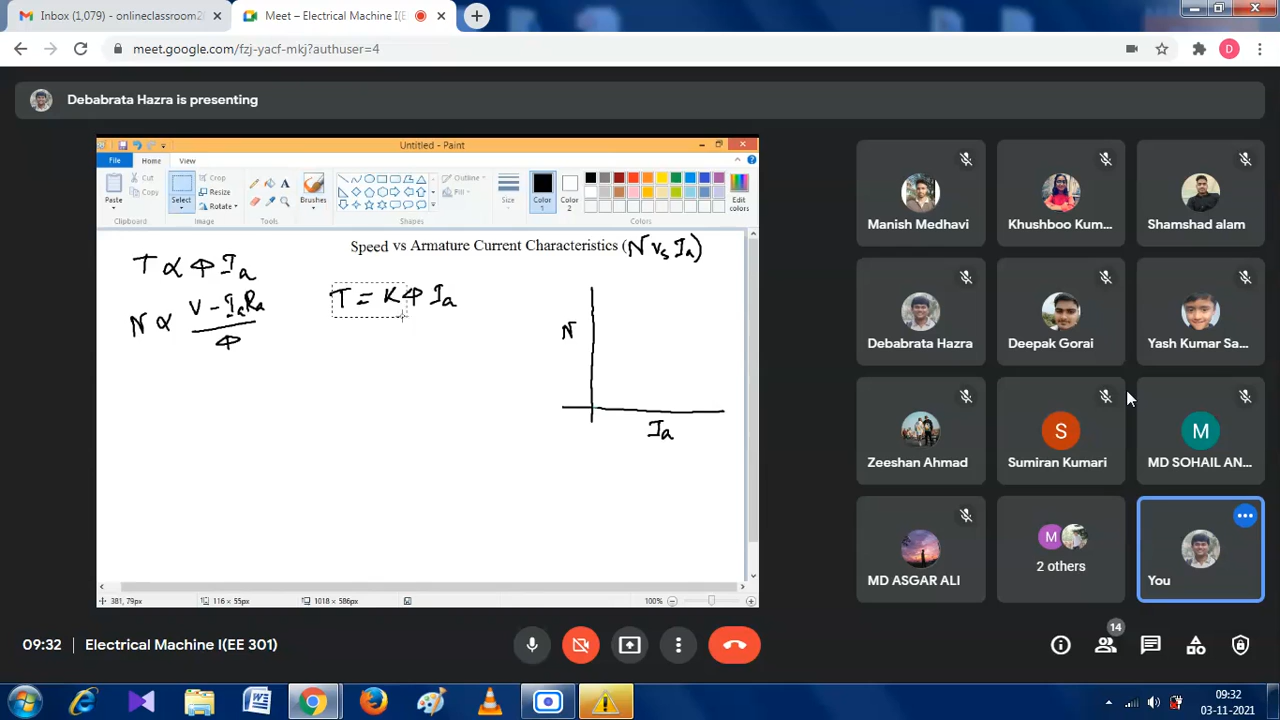 Inbox (1,079) - onlineclassroom2
Meet – Electrical Machine I(EE 3
meet.google.com/fzj-yacf-mkj?authuser=4
D
Debabrata Hazra is presenting
Untitled - Paint
File Home View
Paste
Cut
Copy
Clipboard
Select
Crop
Resize
Rotate
Image
A
Tools
Brushes
Shapes
Outline
Fill
Size
Color 1
Color 2
Edit colors
Colors
Speed vs Armature Current Characteristics (N vs Ia)
T ∝ Φ Ia
N ∝ V - IaRa / Φ
T = K Φ Ia
N
Ia
381, 79px
116 × 55px
1018 × 586px
100%
Manish Medhavi
Khushboo Kum...
Shamshad alam
Debabrata Hazra
Deepak Gorai
Yash Kumar Sa...
Zeeshan Ahmad
S
Sumiran Kumari
M
MD SOHAIL AN...
MD ASGAR ALI
M
2 others
You
09:32 Electrical Machine I(EE 301)
14
09:32
03-11-2021